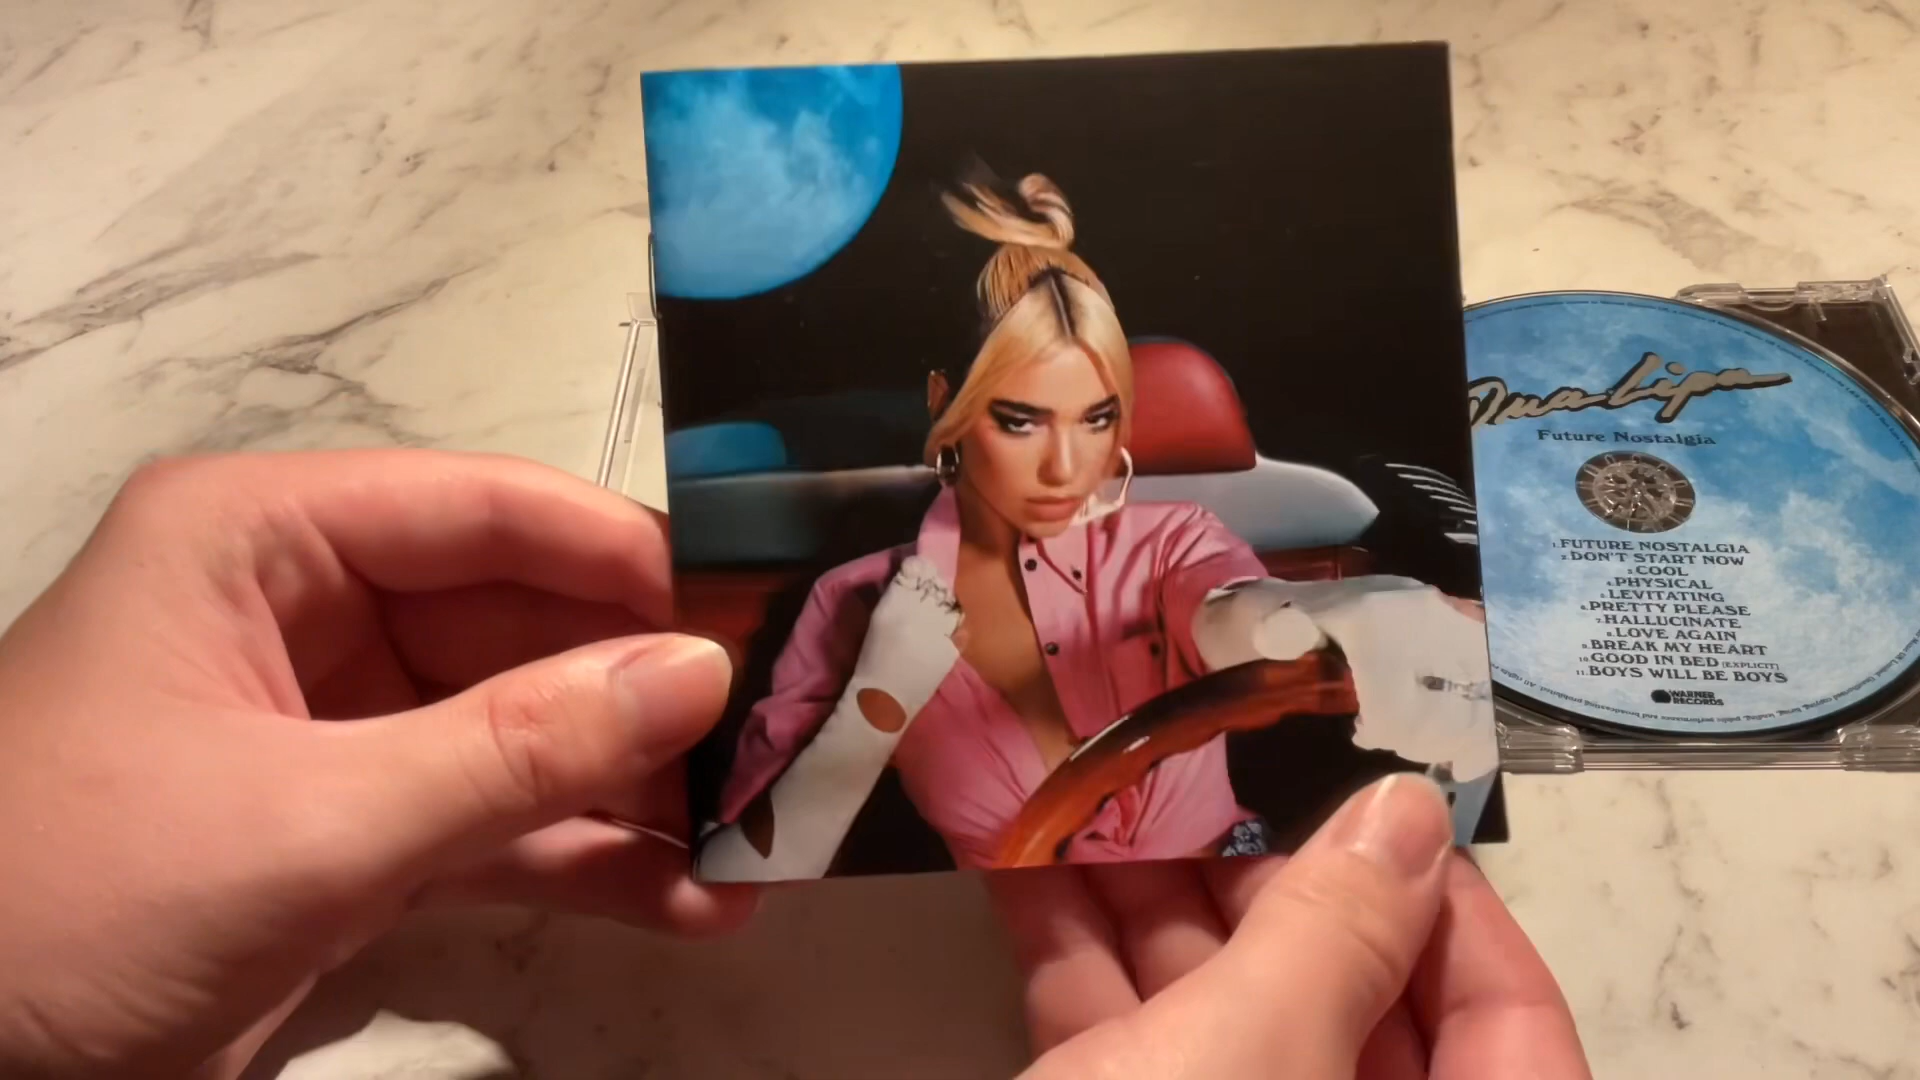 Dua Lipa
Future Nostalgia
1. FUTURE NOSTALGIA
2. DON'T START NOW
3. COOL
4. PHYSICAL
5. LEVITATING
6. PRETTY PLEASE
7. HALLUCINATE
8. LOVE AGAIN
9. BREAK MY HEART
10. GOOD IN BED (EXPLICIT)
11. BOYS WILL BE BOYS
WARNER
RECORDS